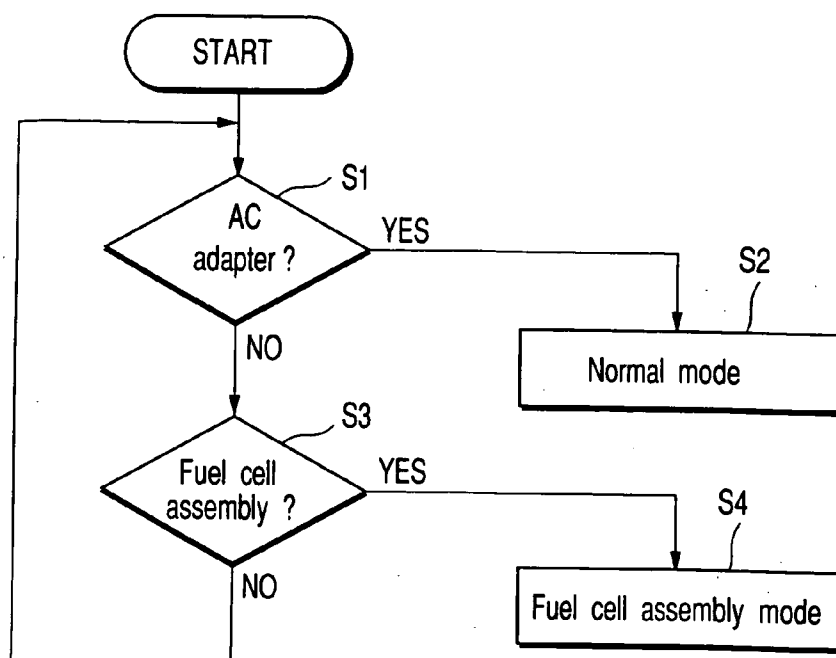 START
S1
AC
adapter ?
YES
S2
Normal mode
NO
S3
Fuel cell
assembly ?
YES
S4
Fuel cell assembly mode
NO